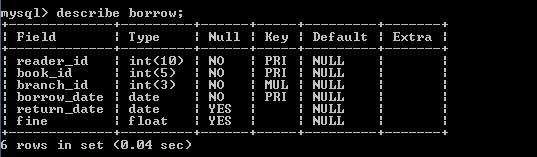 mysql> describe borrow;
+-------------+---------+------+-----+---------+-------+
| Field       | Type    | Null | Key | Default | Extra |
+-------------+---------+------+-----+---------+-------+
| reader_id   | int(10) | NO   | PRI | NULL    |       |
| book_id     | int(5)  | NO   | PRI | NULL    |       |
| branch_id   | int(3)  | NO   | MUL | NULL    |       |
| borrow_date | date    | NO   | PRI | NULL    |       |
| return_date | date    | YES  |     | NULL    |       |
| fine        | float   | YES  |     | NULL    |       |
+-------------+---------+------+-----+---------+-------+
6 rows in set (0.04 sec)